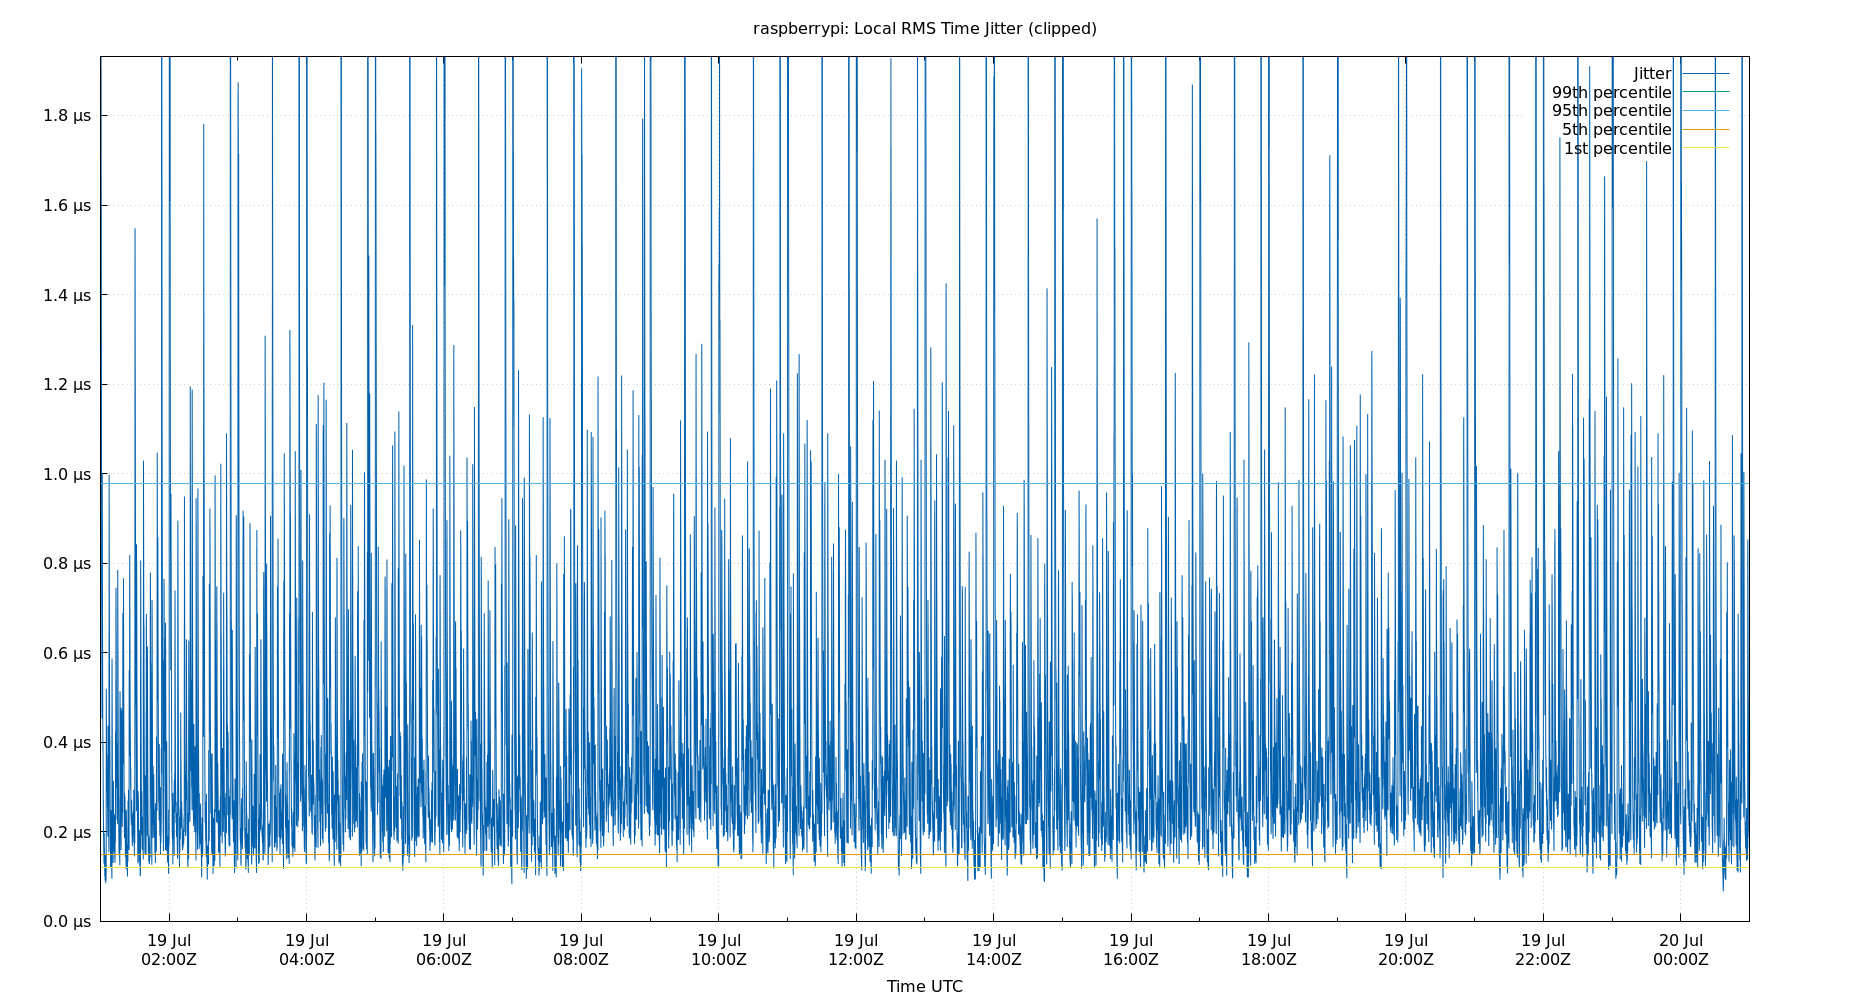 raspberrypi: Local RMS Time Jitter (clipped)
Jitter
99th percentile
95th percentile
5th percentile
1st percentile
1.8 µs
1.6 µs
1.4 µs
1.2 µs
1.0 µs
0.8 µs
0.6 µs
0.4 µs
0.2 µs
0.0 µs
19 Jul 19 Jul 19 Jul 19 Jul 19 Jul 19 Jul 19 Jul 19 Jul 19 Jul 19 Jul 19 Jul 20 Jul
02:00Z 04:00Z 06:00Z 08:00Z 10:00Z 12:00Z 14:00Z 16:00Z 18:00Z 20:00Z 22:00Z 00:00Z
Time UTC